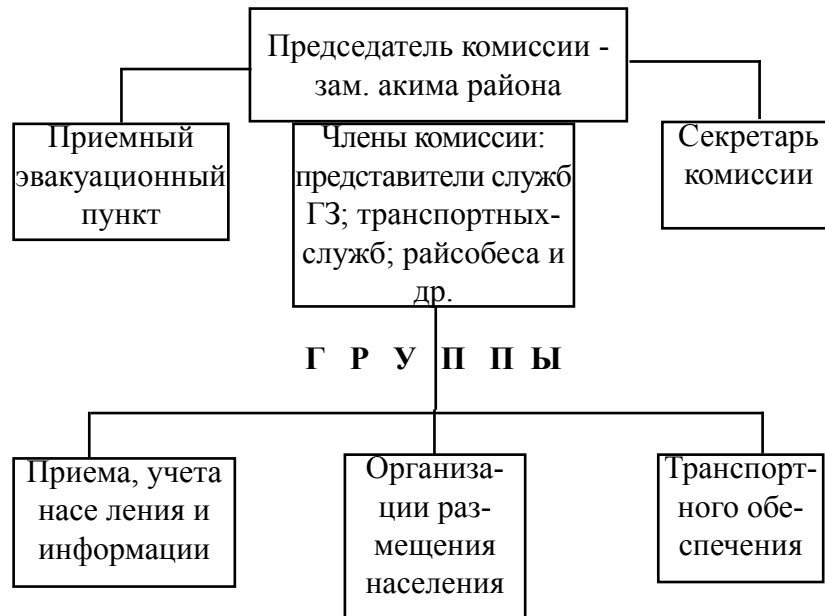 Председатель комиссии -
зам. акима района
Приемный
эвакуационный
пункт
Члены комиссии:
представители служб
ГЗ; транспортных-
служб; райсобеса и
др.
Секретарь
комиссии
Г Р У П П Ы
Приема, учета
насе ления и
информации
Организа-
ции раз-
мещения
населения
Транспорт-
ного обе-
спечения